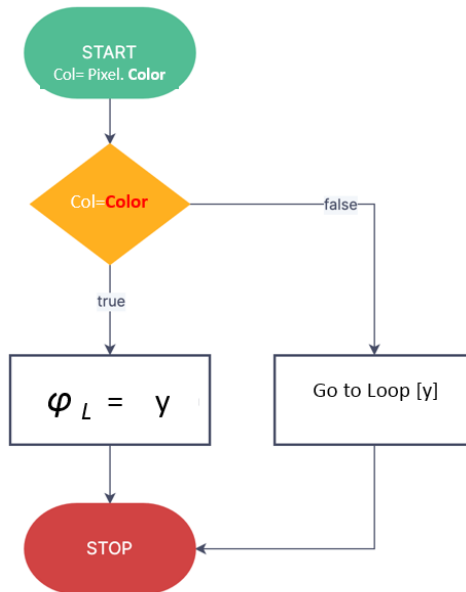 START
Col= Pixel. Color
Col=Color
false
true
φ L = y
Go to Loop [y]
STOP